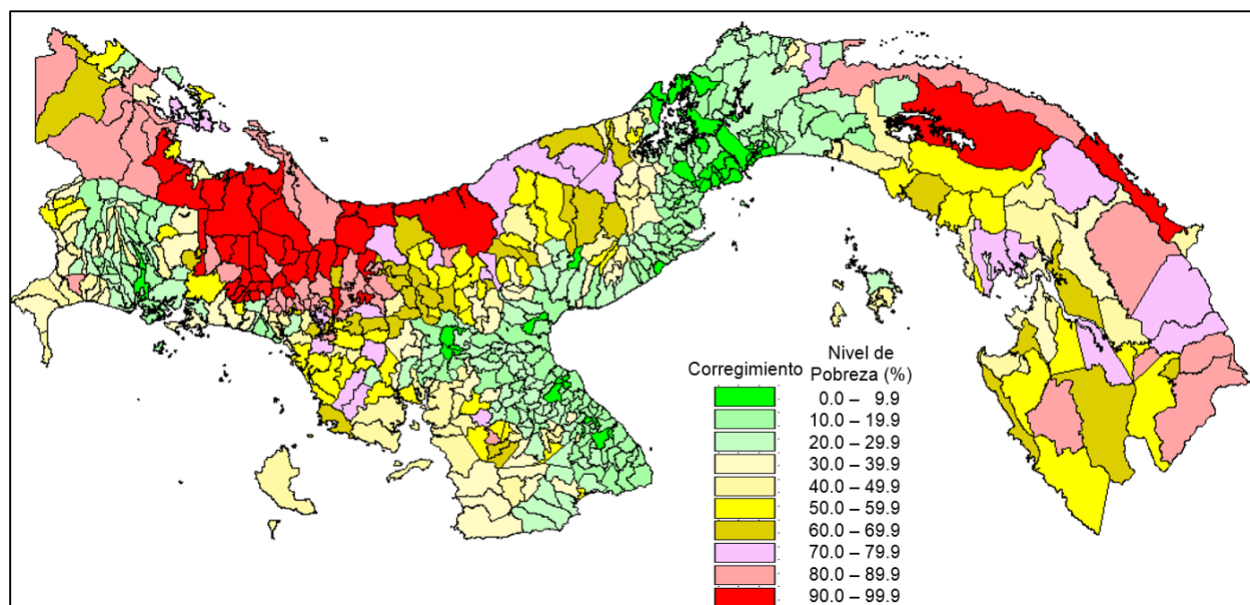 Corregimiento Nivel de Pobreza (%)
0.0 – 9.9
10.0 – 19.9
20.0 – 29.9
30.0 – 39.9
40.0 – 49.9
50.0 – 59.9
60.0 – 69.9
70.0 – 79.9
80.0 – 89.9
90.0 – 99.9